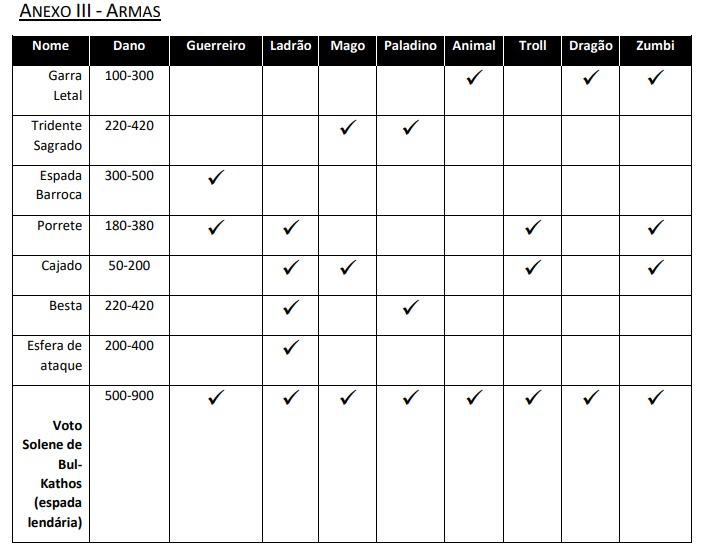 ANEXO III - ARMAS
Nome Dano Guerreiro Ladrão Mago Paladino Animal Troll Dragão Zumbi
Garra 100-300 ✓ ✓ ✓
Letal
Tridente 220-420 ✓ ✓
Sagrado
Espada 300-500 ✓
Barroca
Porrete 180-380 ✓ ✓ ✓ ✓
Cajado 50-200 ✓ ✓ ✓ ✓
Besta 220-420 ✓ ✓
Esfera de 200-400 ✓
ataque
500-900 ✓ ✓ ✓ ✓ ✓ ✓ ✓ ✓
Voto
Solene de
Bul-
Kathos
(espada
lendária)